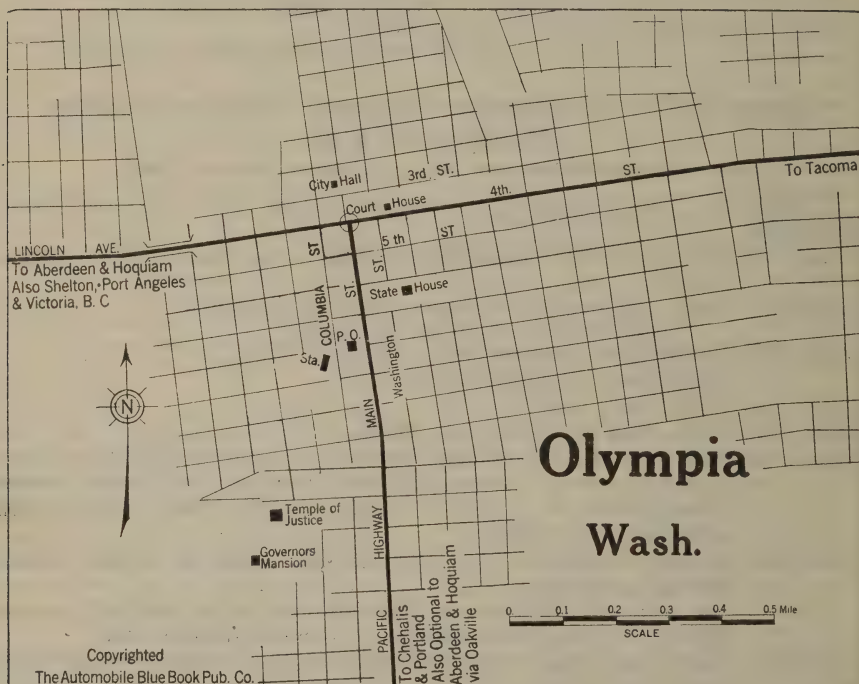 City Hall
3rd ST.
Court House
4th. ST.
To Tacoma
LINCOLN AVE.
To Aberdeen & Hoquiam
Also Shelton, Port Angeles
& Victoria, B. C
5 th ST
COLUMBIA ST
State House
P.O.
Sta.
MAIN ST.
Washington ST.
N
Olympia
Wash.
Temple of
Justice
Governors
Mansion
PACIFIC HIGHWAY
To Chehalis
& Portland
Also Optional to
Aberdeen & Hoquiam
via Oakville
0. 0.1 0.2 0.3 0.4 0.5 Mile
SCALE
Copyrighted
The Automobile Blue Book Pub. Co.